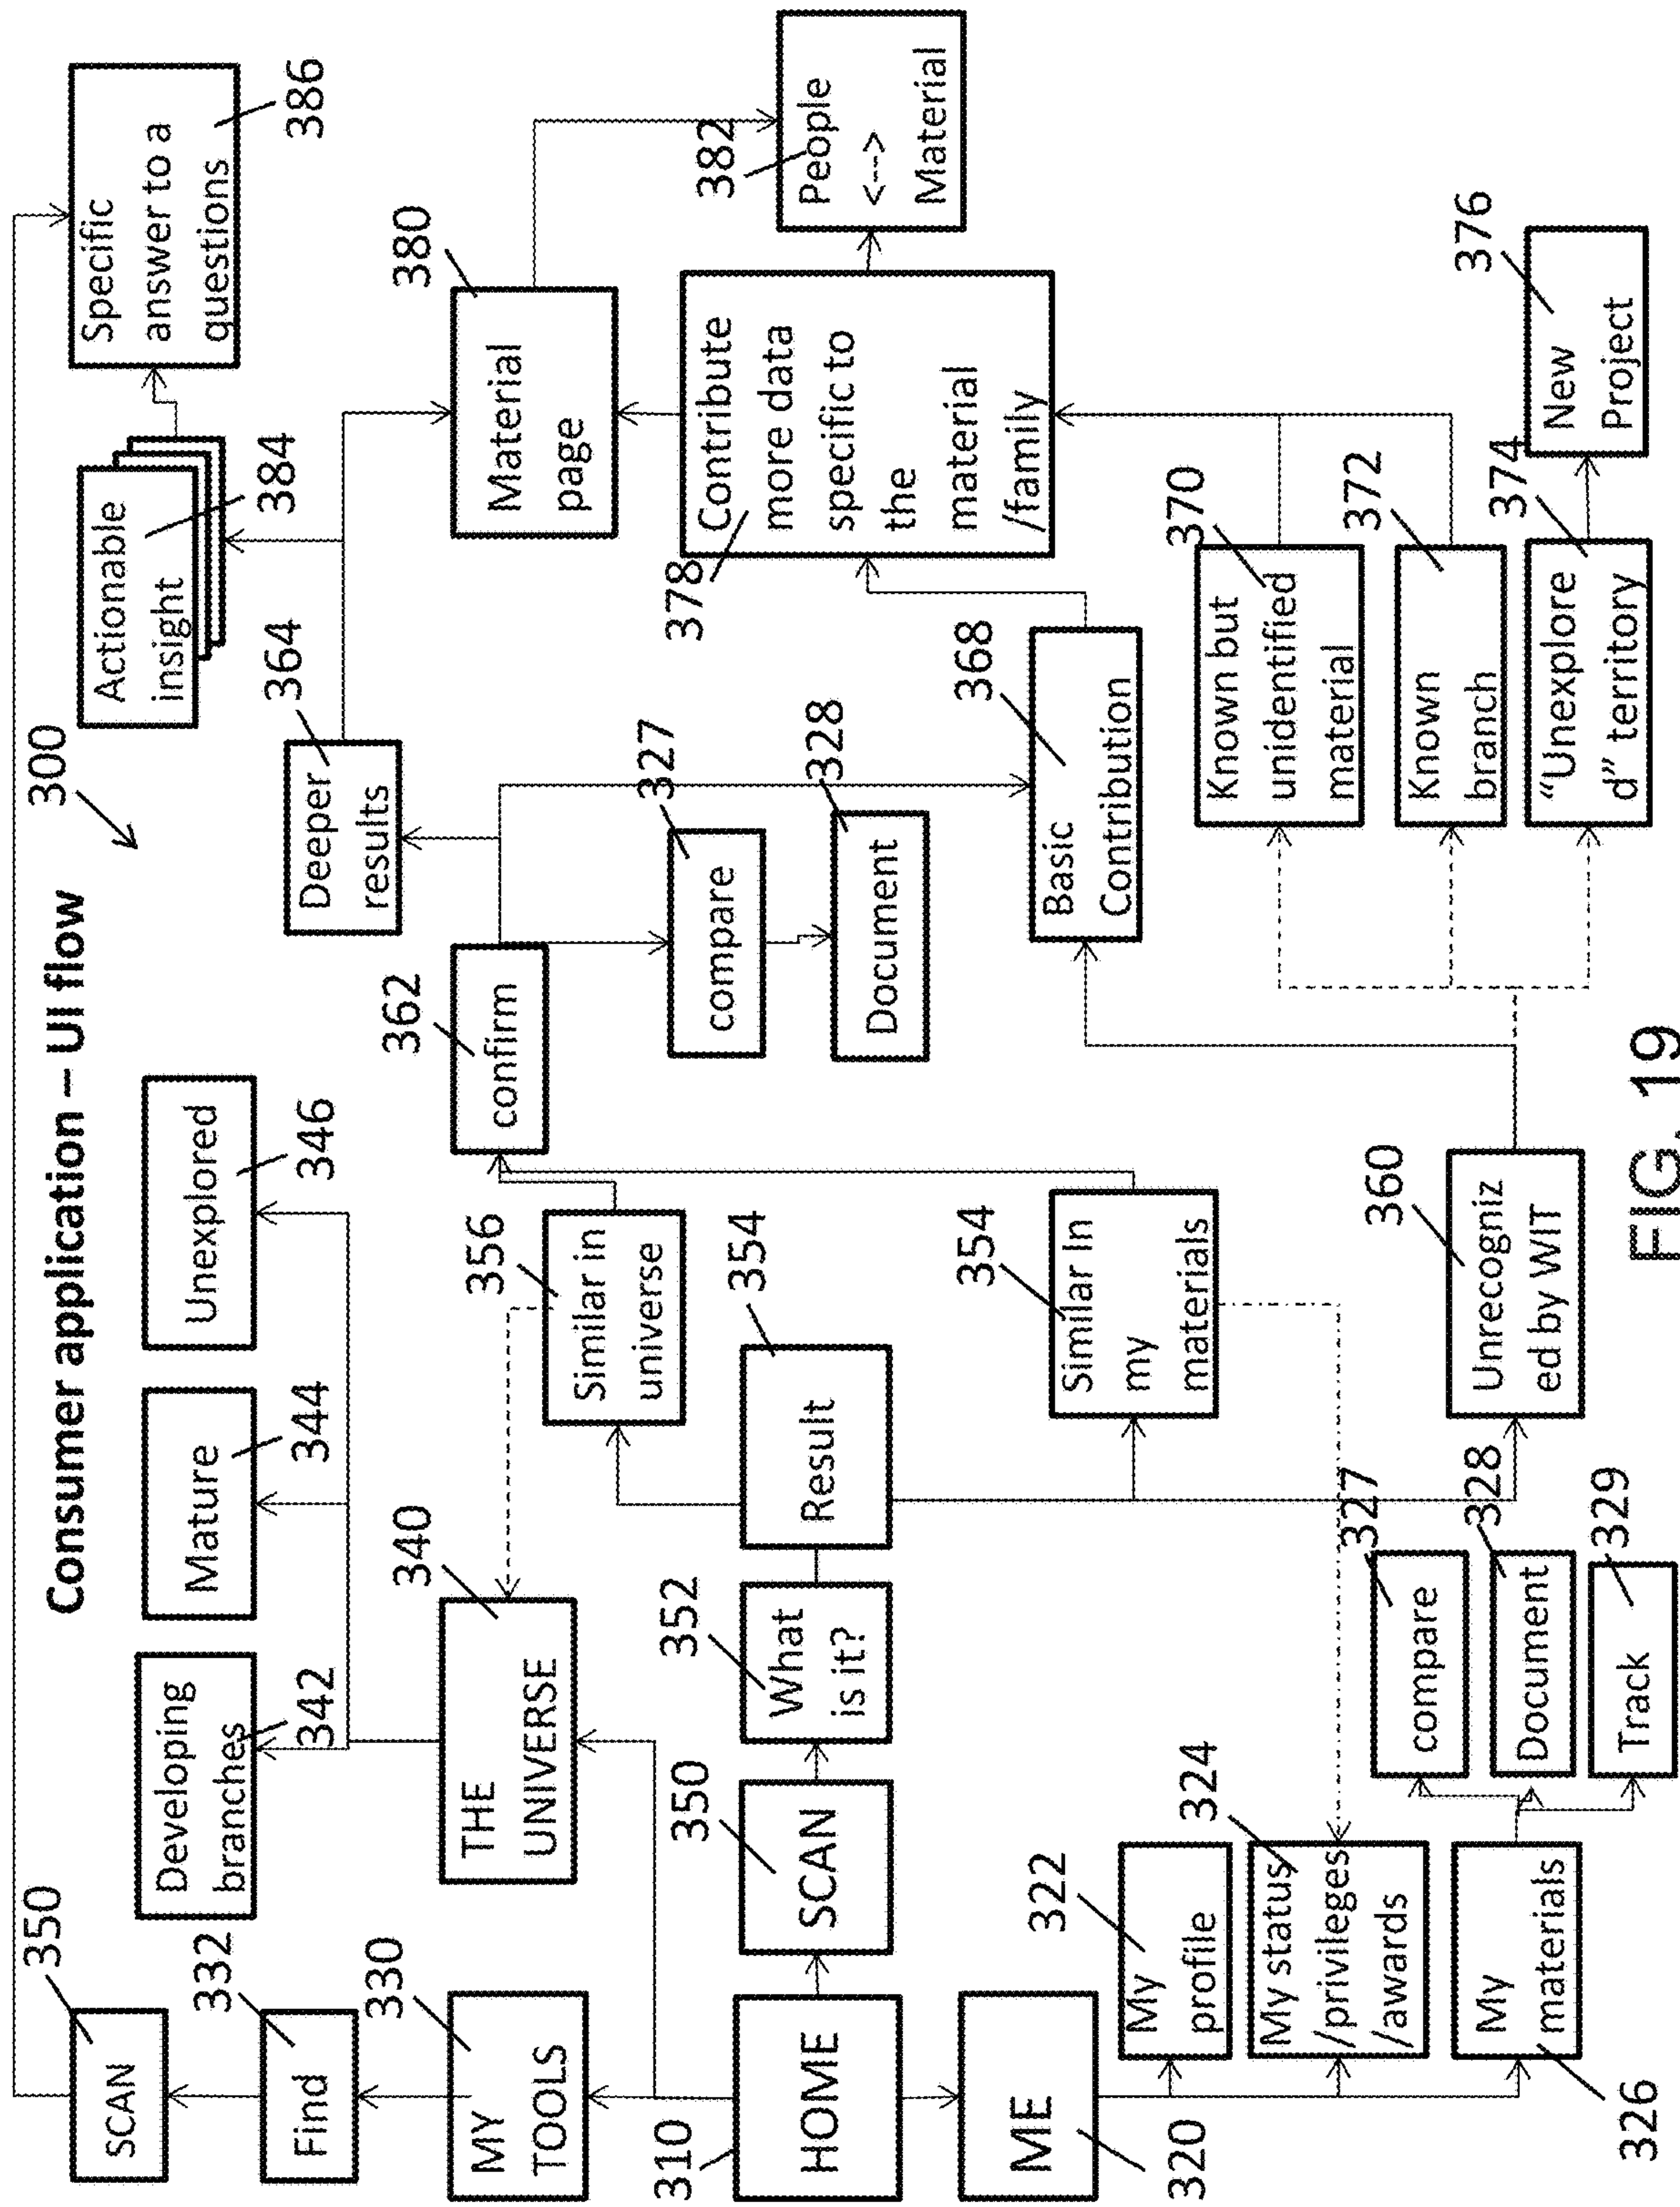 Consumer application – UI flow
300
350
SCAN
332
Find
330
MY
TOOLS
310
HOME
320
ME
Developing
branches
342
Mature
344
Unexplored
346
340
THE
UNIVERSE
350
SCAN
352
What
is it?
354
Result
356
Similar in
universe
354
Similar In
my
materials
360
Unrecogniz
ed by WIT
322
My
profile
324
My status
/privileges
/awards
326
My
materials
327
compare
328
Document
329
Track
362
confirm
364
Deeper
results
327
compare
328
Document
368
Basic
Contribution
370
Known but
unidentified
material
372
Known
branch
374
“Unexplore
d” territory
376
New
Project
378
Contribute
more data
specific to
the
material
/family
380
Material
page
382
People
<-->
Material
384
Actionable
insight
386
Specific
answer to a
questions
FIG. 19